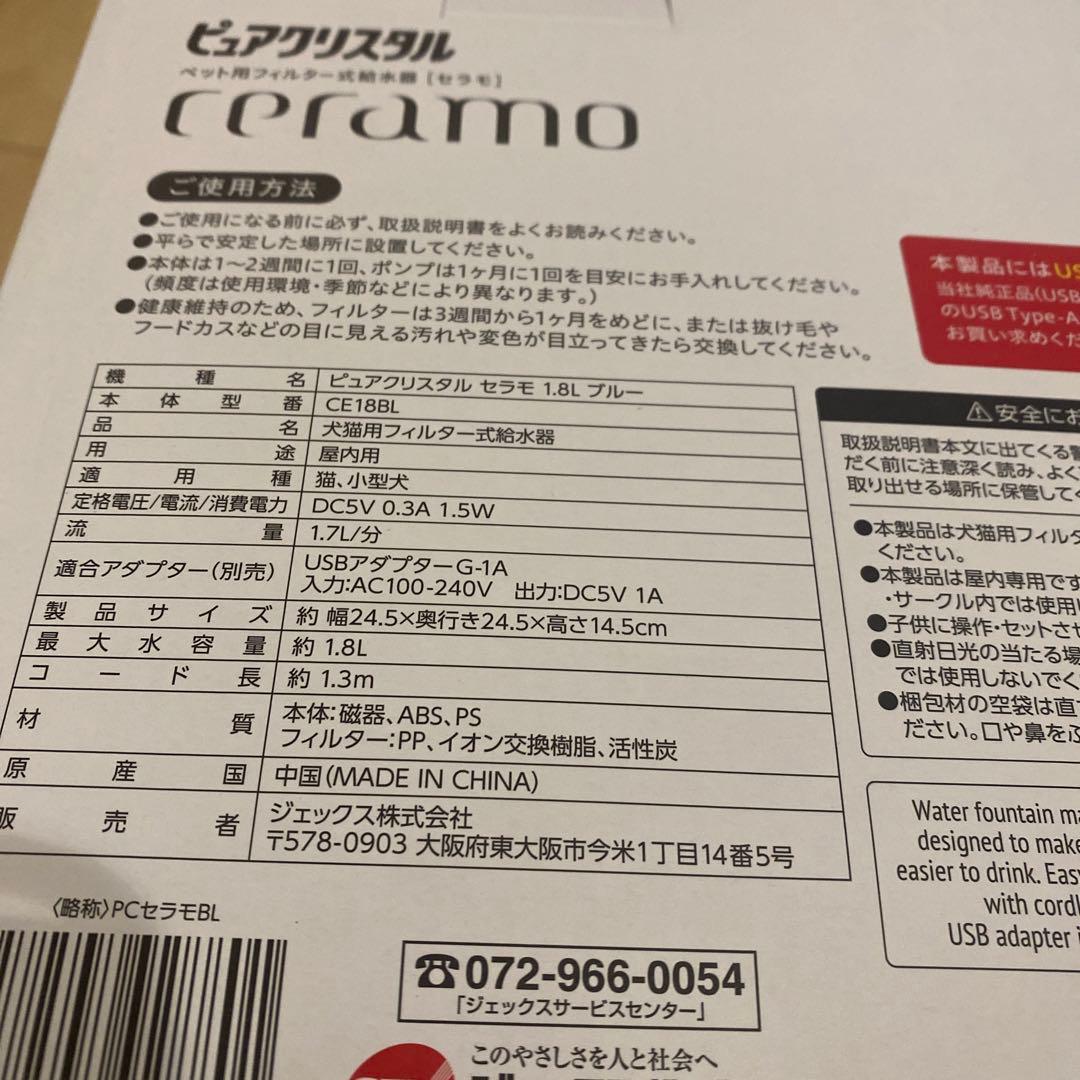 ピュアクリスタル
ペット用フィルター式給水器［セラモ］
ceramo
ご使用方法
●ご使用になる前に必ず、取扱説明書をよくお読みください。
●平らで安定した場所に設置してください。
●本体は1〜2週間に1回、ポンプは1ヶ月に1回を目安にお手入れしてください。
（頻度は使用環境・季節などにより異なります。）
●健康維持のため、フィルターは3週間から1ヶ月をめどに、または抜け毛や
フードカスなどの目に見える汚れや変色が目立ってきたら交換してください。
本製品にはUS
当社純正品（USB
のUSB Type-A
お買い求めくだ
機種名 ピュアクリスタル セラモ 1.8L ブルー
本体型番 CE18BL
品名 犬猫用フィルター式給水器
用途 屋内用
適用種 猫、小型犬
定格電圧/電流/消費電力 DC5V 0.3A 1.5W
流量 1.7L/分
適合アダプター（別売） USBアダプターG-1A
入力:AC100-240V 出力:DC5V 1A
製品サイズ 約 幅24.5×奥行き24.5×高さ14.5cm
最大水容量 約 1.8L
コード長 約 1.3m
材質 本体：磁器、ABS、PS
フィルター：PP、イオン交換樹脂、活性炭
原産国 中国（MADE IN CHINA）
販売者 ジェックス株式会社
〒578-0903 大阪府東大阪市今米1丁目14番5号
⚠安全にお
取扱説明書本文に出てくる警
だく前に注意深く読み、よく
取り出せる場所に保管して
●本製品は犬猫用フィルタ
ください。
●本製品は屋内専用です
・サークル内では使用
●子供に操作・セットさせ
●直射日光の当たる場
では使用しないでく
●梱包材の空袋は直
ださい。口や鼻をふ
Water fountain ma
designed to make
easier to drink. Eas
with cordl
USB adapter i
〈略称〉PCセラモBL
☎072-966-0054
「ジェックスサービスセンター」
このやさしさを人と社会へ